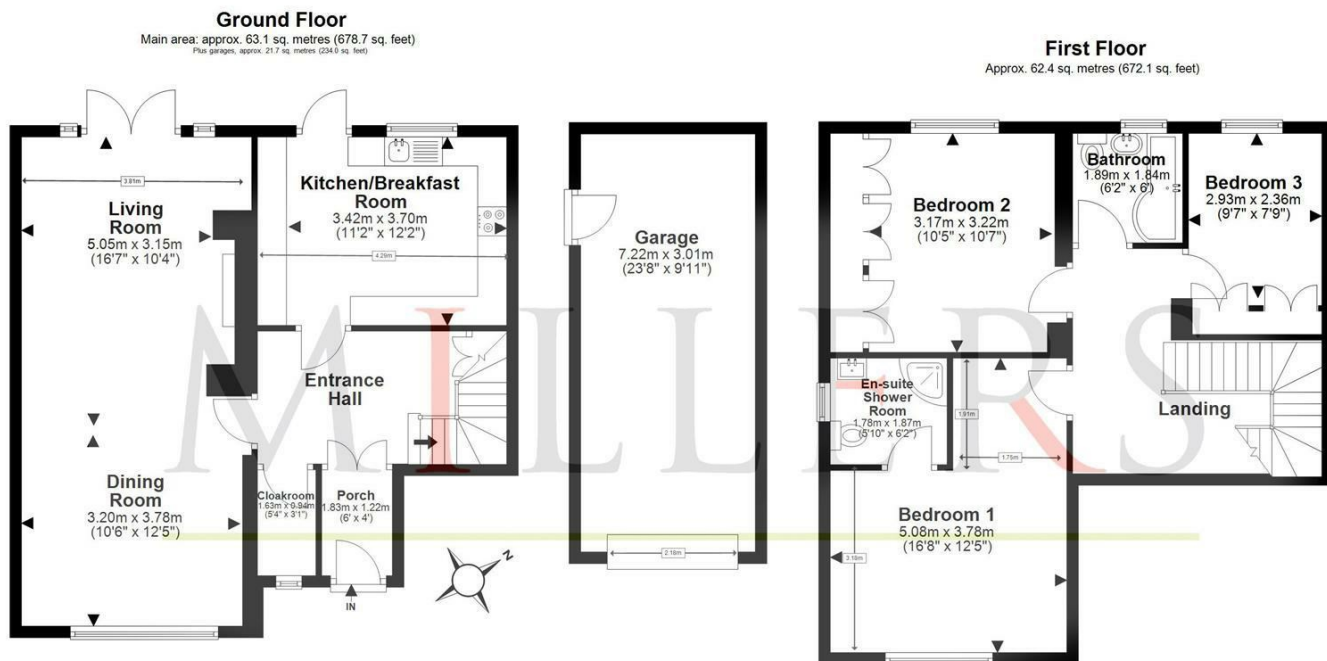 Ground Floor
Main area: approx. 63.1 sq. metres (678.7 sq. feet)
Plus garages, approx. 21.7 sq. metres (234.0 sq. feet)
3.81m
Living
Room
5.05m x 3.15m
(16'7" x 10'4")
Kitchen/Breakfast
Room
3.42m x 3.70m
(11'2" x 12'2")
4.29m
Entrance
Hall
Dining
Room
3.20m x 3.78m
(10'6" x 12'5")
Cloakroom
1.63m x 0.94m
(5'4" x 3'1")
Porch
1.83m x 1.22m
(6' x 4')
IN
N
Garage
7.22m x 3.01m
(23'8" x 9'11")
2.18m
First Floor
Approx. 62.4 sq. metres (672.1 sq. feet)
Bedroom 2
3.17m x 3.22m
(10'5" x 10'7")
Bathroom
1.89m x 1.84m
(6'2" x 6')
Bedroom 3
2.93m x 2.36m
(9'7" x 7'9")
En-suite
Shower
Room
1.78m x 1.87m
(5'10" x 6'2")
1.91m
1.75m
Landing
Bedroom 1
5.08m x 3.78m
(16'8" x 12'5")
MILLERS